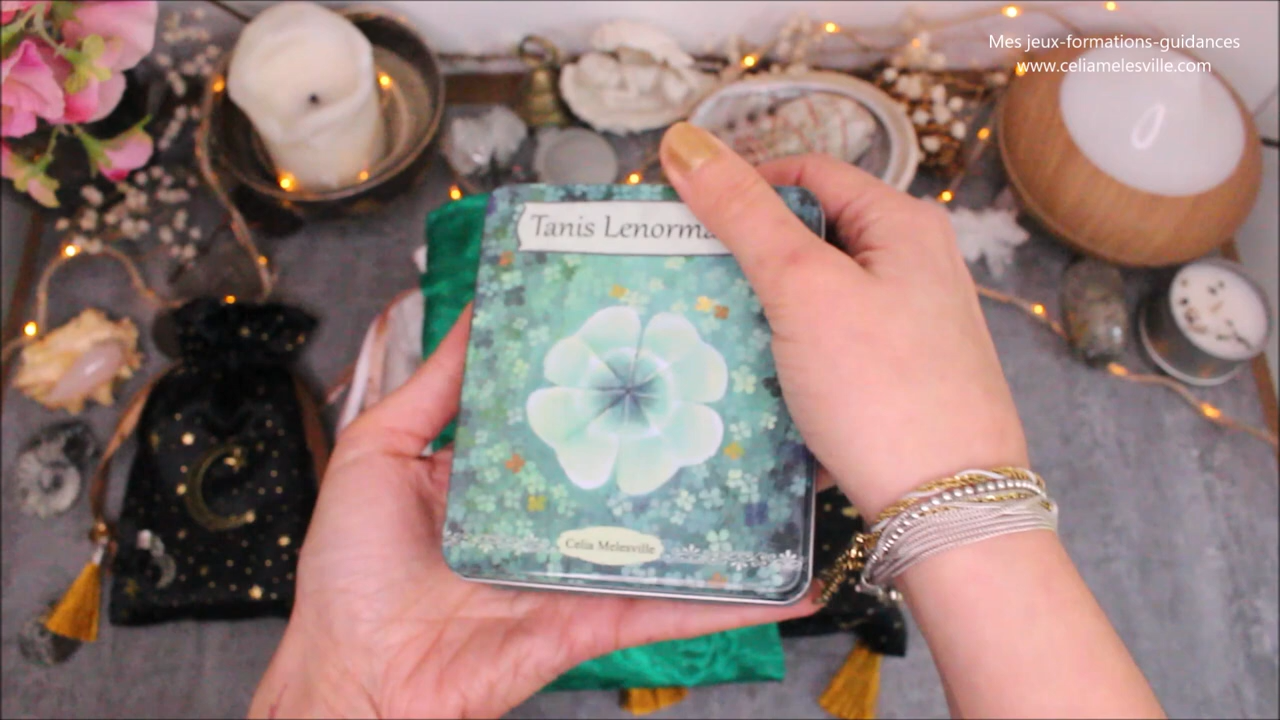 Mes jeux-formations-guidances
www.celiamelesville.com
Tanis Lenorma
Celia Melesville